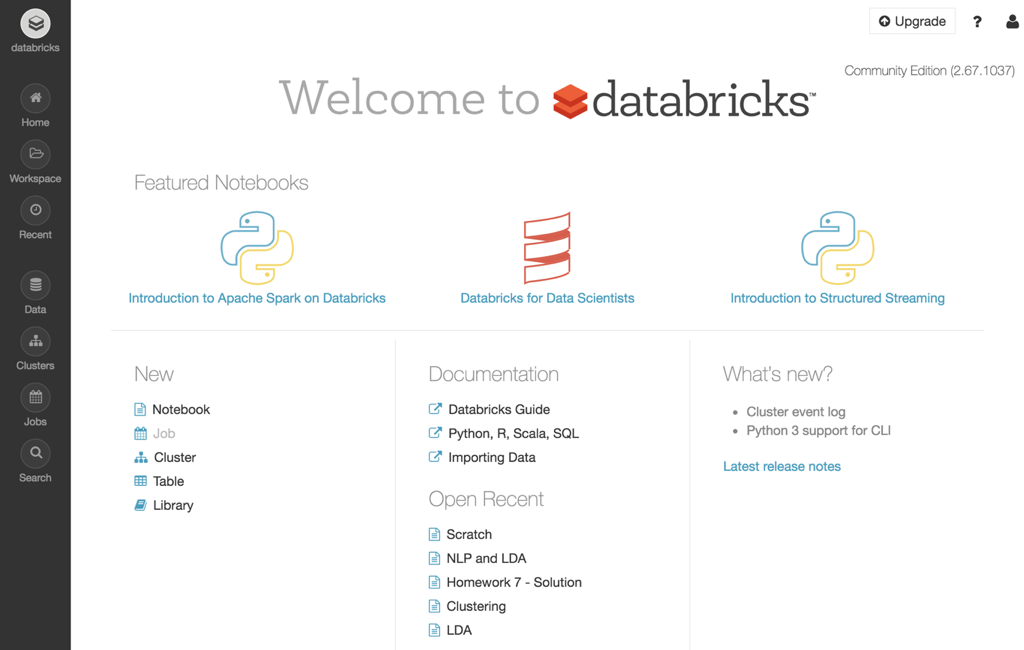 databricks
Home
Workspace
Recent
Data
Clusters
Jobs
Search
Upgrade ?
Community Edition (2.67.1037)
Welcome to databricks™
Featured Notebooks
Introduction to Apache Spark on Databricks
Databricks for Data Scientists
Introduction to Structured Streaming
New
Notebook
Job
Cluster
Table
Library
Documentation
Databricks Guide
Python, R, Scala, SQL
Importing Data
Open Recent
Scratch
NLP and LDA
Homework 7 - Solution
Clustering
LDA
What's new?
• Cluster event log
• Python 3 support for CLI
Latest release notes